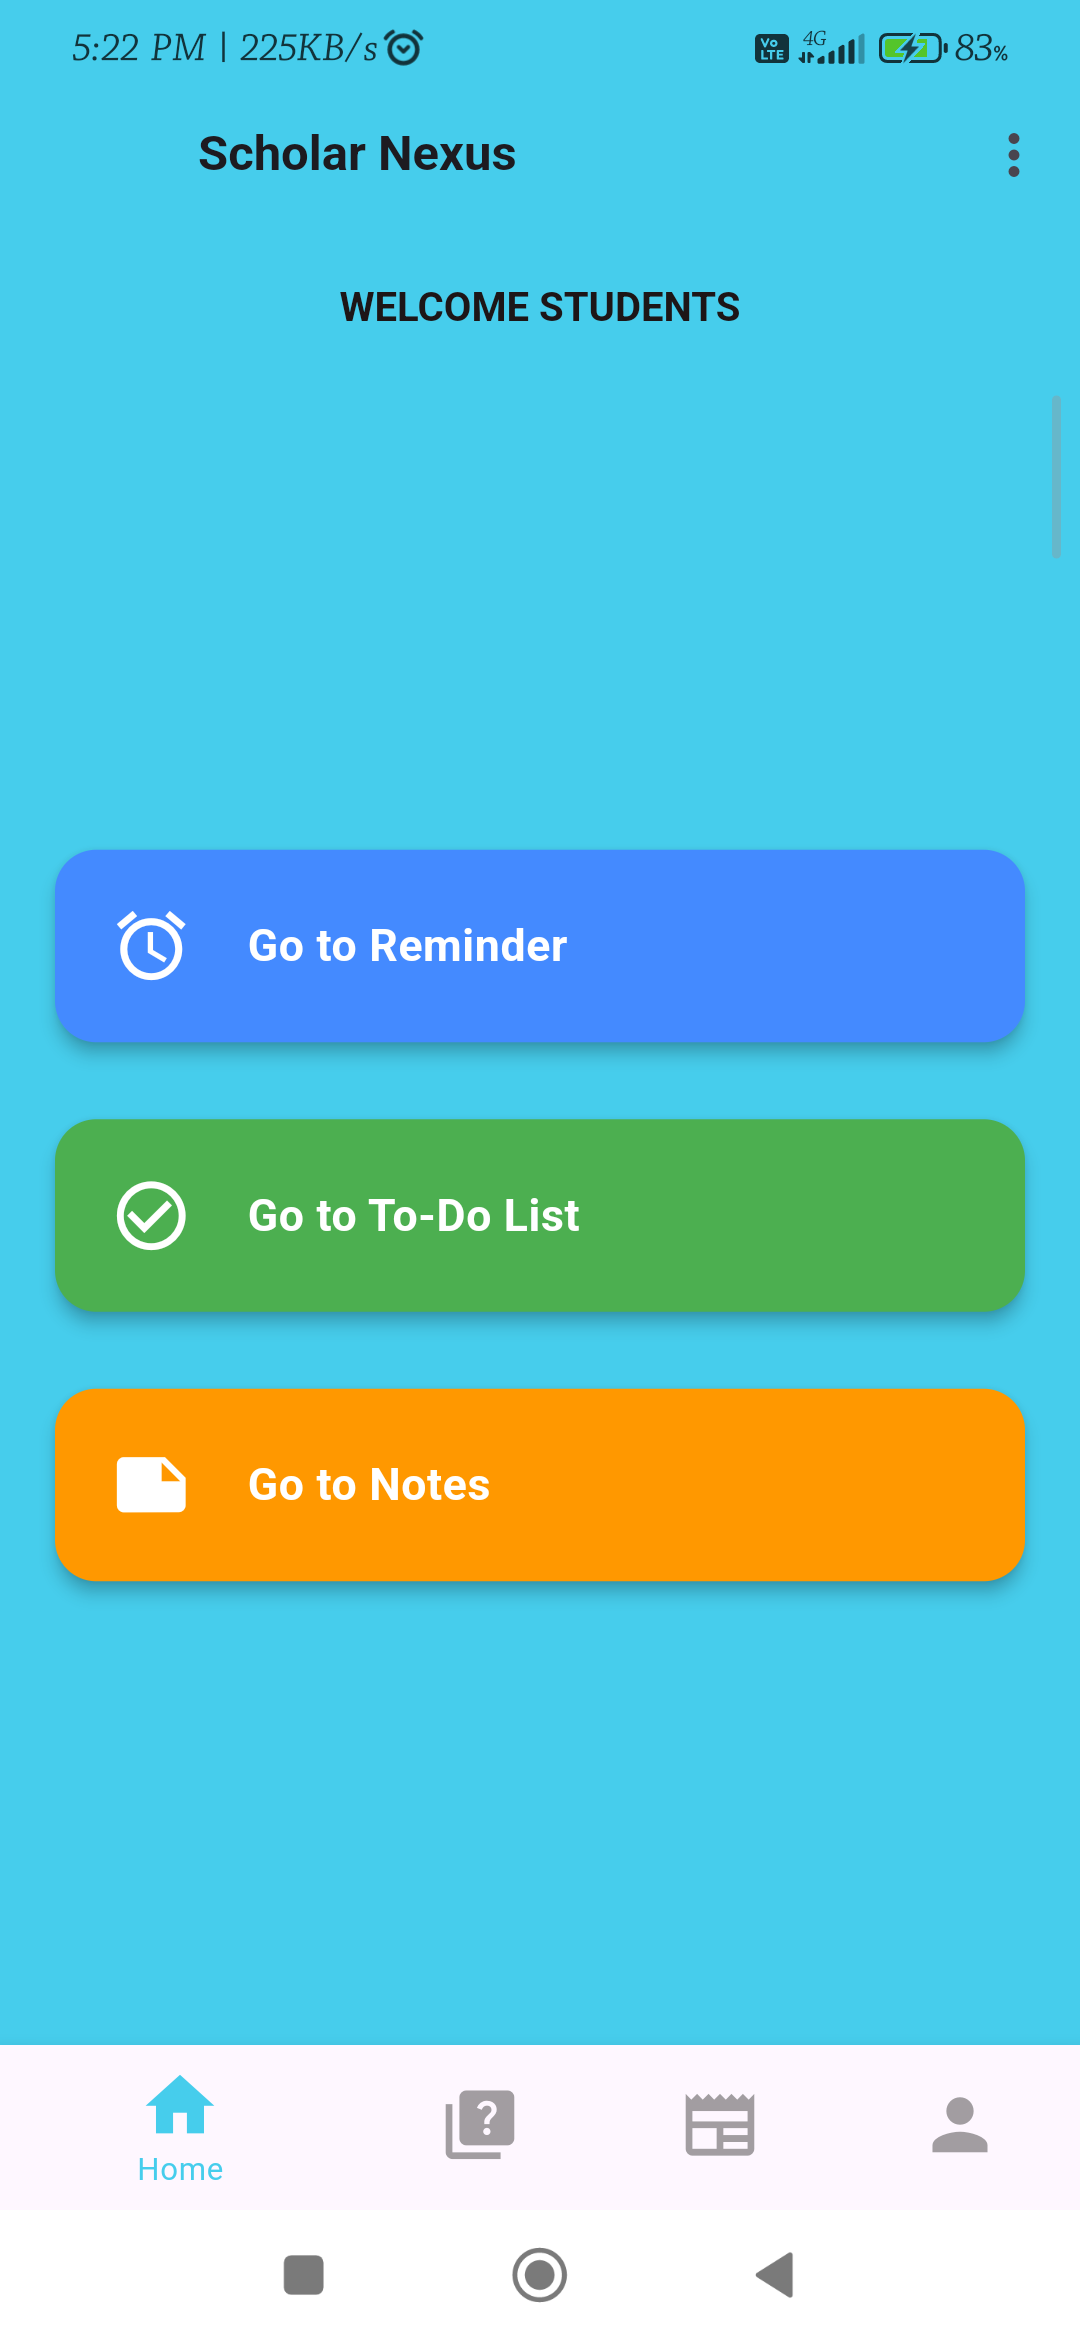 5:22 PM | 225KB/s Vo LTE 4G 83%
Scholar Nexus
WELCOME STUDENTS
Go to Reminder
Go to To-Do List
Go to Notes
?
Home